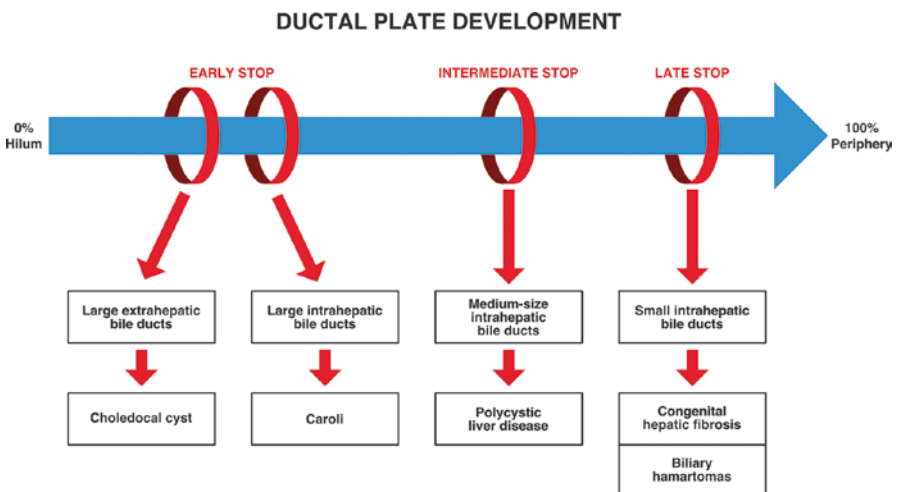 DUCTAL PLATE DEVELOPMENT
EARLY STOP
INTERMEDIATE STOP
LATE STOP
0%
Hilum
100%
Periphery
Large extrahepatic
bile ducts
Large intrahepatic
bile ducts
Medium-size
intrahepatic
bile ducts
Small intrahepatic
bile ducts
Choledocal cyst
Caroli
Polycystic
liver disease
Congenital
hepatic fibrosis
Biliary
hamartomas